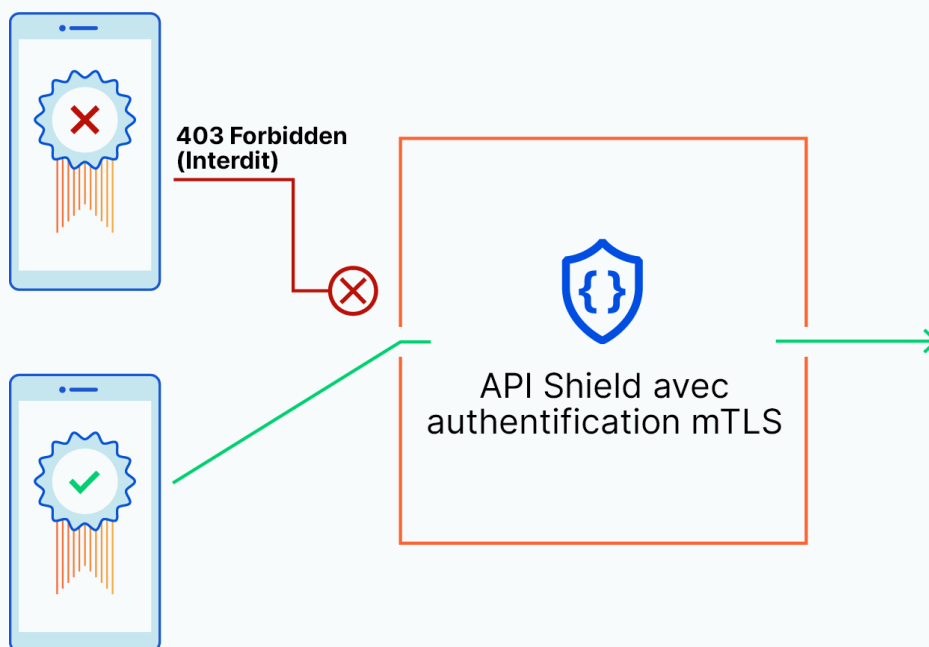 403 Forbidden
(Interdit)
{ }
API Shield avec
authentification mTLS